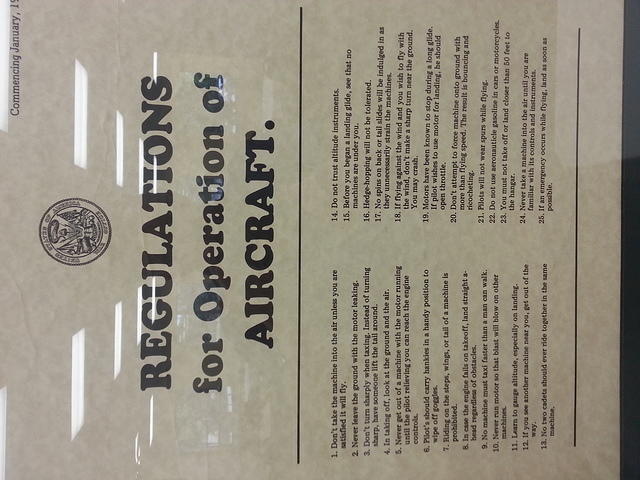 Commencing January, 19
REGULATIONS
for Operation of
AIRCRAFT.
1. Don't take the machine into the air unless you are
satisfied it will fly.
2. Never leave the ground with the motor leaking.
3. Don't turn sharply when taxing. Instead of turning
sharp, have someone lift the tail around.
4. In taking off, look at the ground and the air.
5. Never get out of a machine with the motor running
until the pilot relieving you can reach the engine
controls.
6. Pilot's should carry hankies in a handy position to
wipe off goggles.
7. Riding on the steps, wings, or tail of a machine is
prohibited.
8. In case the engine fails on takeoff, land straight a-
head regardless of obstacles.
9. No machine must taxi faster than a man can walk.
10. Never run motor so that blast will blow on other
machines.
11. Learn to gauge altitude, especially on landing.
12. If you see another machine near you, get out of the
way.
13. No two cadets should ever ride together in the same
machine.
14. Do not trust altitude instruments.
15. Before you began a landing glide, see that no
machines are under you.
16. Hedge-hopping will not be tolerated.
17. No spins on back or tail slides will be indulged in as
they unnecessarily strain the machines.
18. If flying against the wind and you wish to fly with
the wind, don't make a sharp turn near the ground.
You may crash.
19. Motors have been known to stop during a long glide.
If pilot wishes to use motor for landing, he should
open throttle.
20. Don't attempt to force machine onto ground with
more than flying speed. The result is bouncing and
ricocheting.
21. Pilots will not wear spurs while flying.
22. Do not use aeronautic gasoline in cars or motorcycles.
23. You must not take off or land closer than 50 feet to
the hanger.
24. Never take a machine into the air until you are
familiar with its controls and instruments.
25. If an emergency occurs while flying, land as soon as
possible.